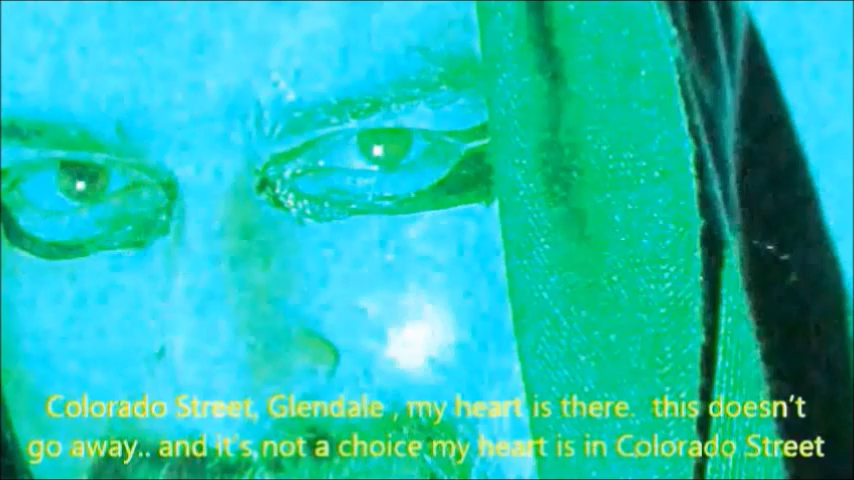 Colorado Street, Glendale , my heart is there.  this doesn't
go away.. and it's not a choice my heart is in Colorado Street